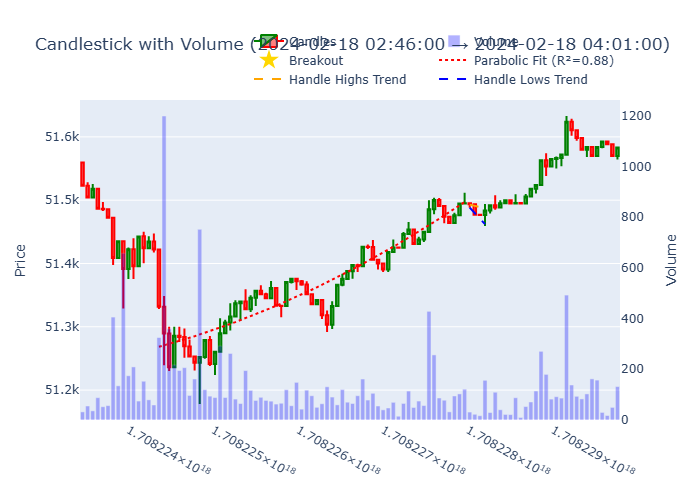 Candlestick with Volume (2024-02-18 02:46:00 → 2024-02-18 04:01:00)
Candles
Volume
Breakout
Parabolic Fit (R²=0.88)
Handle Highs Trend
Handle Lows Trend
51.6k
51.5k
51.4k
51.3k
51.2k
Price
1200
1000
800
600
400
200
0
Volume
1.708224×10¹⁸
1.708225×10¹⁸
1.708226×10¹⁸
1.708227×10¹⁸
1.708228×10¹⁸
1.708229×10¹⁸